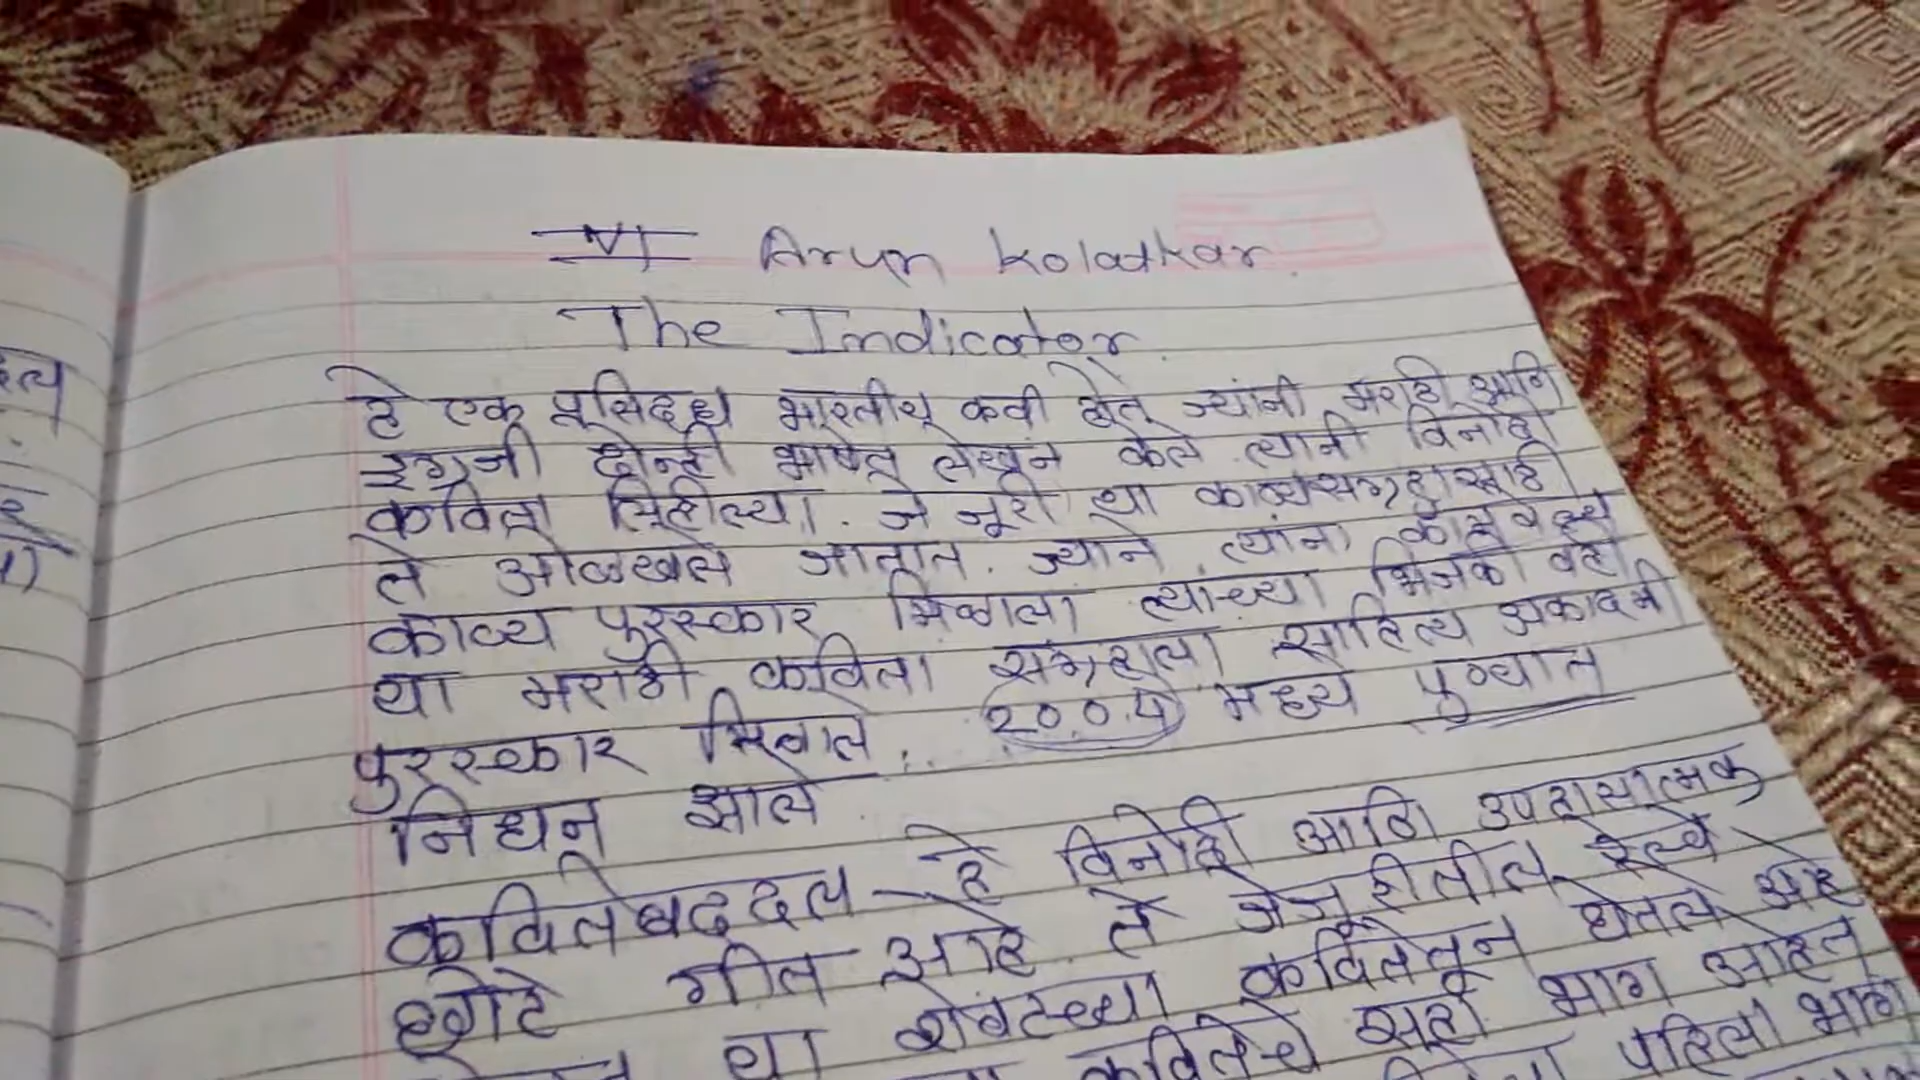 VI Arun Kolatkar.
The Indicator.
हे एक प्रसिद्ध भारतीय कवी होते ज्यांनी मराठी आणि
इंग्रजी दोन्ही भाषेत लेखन केले त्यांनी विनोदी
कविता लिहील्या. जेजूरी या काव्यसंग्रहासाठी
ते ओळखले जातात. ज्याने त्यांना कॉमनवेल्थ
काव्य पुरस्कार मिळाला त्यांच्या भिजकी वही
या मराठी कविता संग्रहाला साहित्य अकादमी
पुरस्कार मिळाले. 2004 मध्ये पुण्यात
निधन झाले.
कवितेबद्दल - हे विनोदी आणि उपहासात्मक
छोटे गीत आहे. ते जेजूरीतील रेल्वे
या शेवटच्या कवितेतून घेतले आहे
कवितेचे सहा भाग आहेत
पहिला भाग